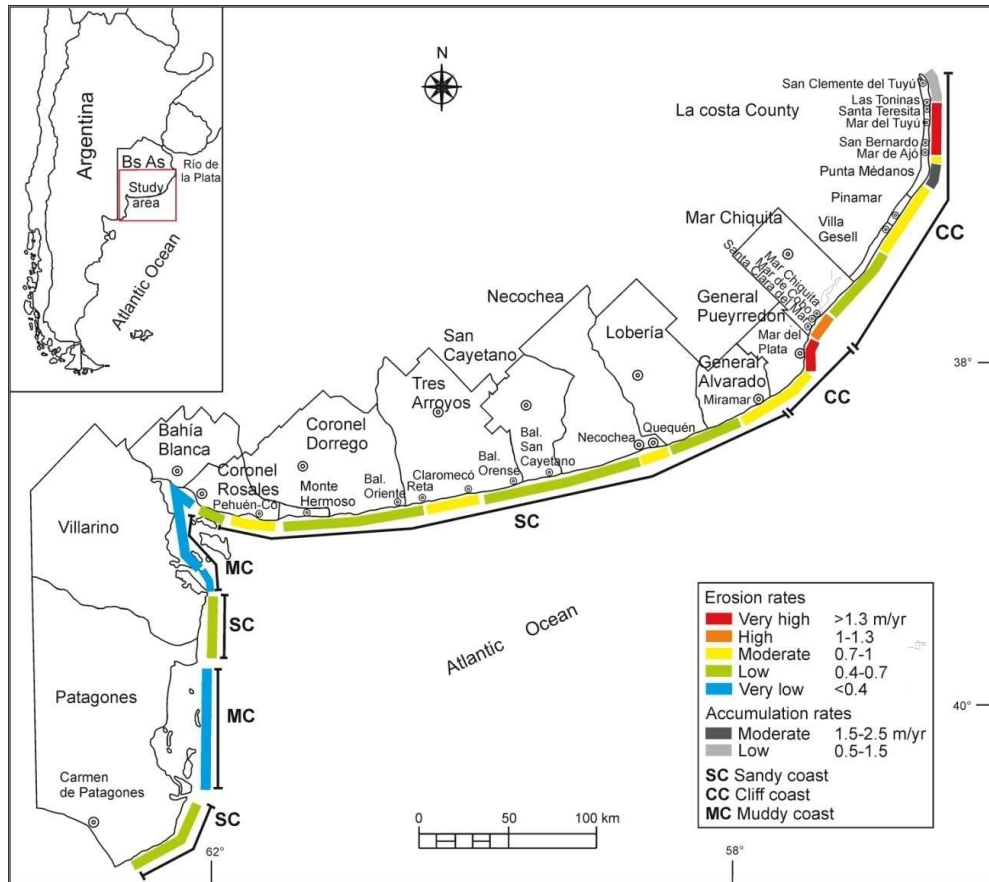 Argentina
Bs As
Río de
la Plata
Study
area
Atlantic Ocean
N
La costa County
San Clemente del Tuyú
Las Toninas
Santa Teresita
Mar del Tuyú
San Bernardo
Mar de Ajó
Punta Médanos
Pinamar
Villa
Gesell
CC
Mar Chiquita
Mar Chiquita
Mar de Cobo
Santa Clara del Mar
General
Pueyrredón
Mar del
Plata
38°
CC
Necochea
Lobería
General
Alvarado
Miramar
San
Cayetano
Tres
Arroyos
Necochea
Quequén
Bal.
San
Cayetano
Bal.
Orense
Claromecó
Reta
Bal.
Oriente
SC
Coronel
Dorrego
Monte
Hermoso
Bahía
Blanca
Coronel
Rosales
Pehuén-Có
Villarino
MC
SC
Atlantic Ocean
Patagones
MC
Carmen
de Patagones
SC
Erosion rates
Very high >1.3 m/yr
High 1-1.3
Moderate 0.7-1
Low 0.4-0.7
Very low <0.4
Accumulation rates
Moderate 1.5-2.5 m/yr
Low 0.5-1.5
SC Sandy coast
CC Cliff coast
MC Muddy coast
40°
0 50 100 km
62°
58°